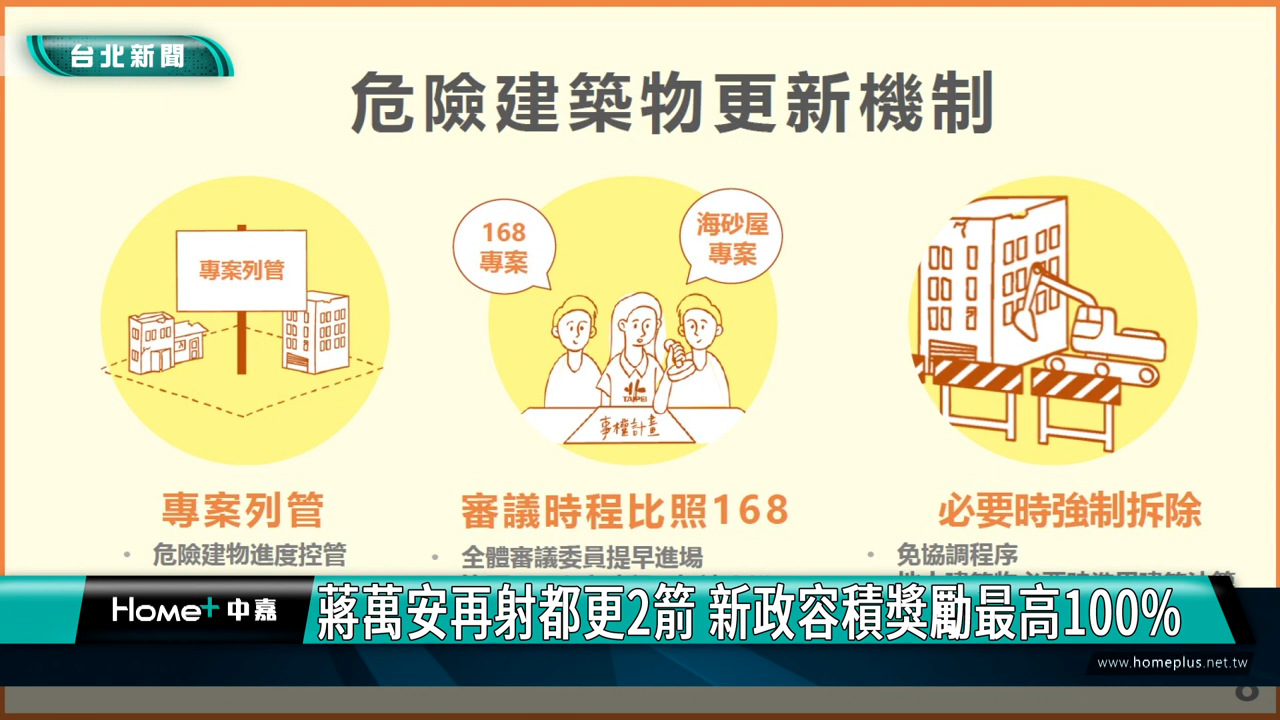 台北新聞
危險建築物更新機制
專案列管
168
專案
海砂屋
專案
北
TAIPEI
事權計畫
專案列管
審議時程比照168
必要時強制拆除
• 危險建物進度控管
• 全體審議委員提早進場
• 免協調程序
Home+中嘉
蔣萬安再射都更2箭 新政容積獎勵最高100%
www.homeplus.net.tw